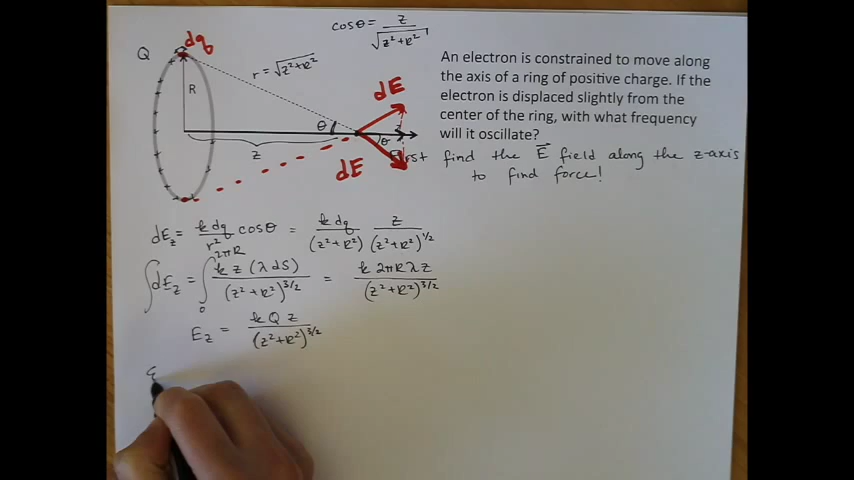 cosθ = z / √(z²+R²)
Q
dq
r = √(z²+R²)
R
θ
z
dE
θ
dE
An electron is constrained to move along
the axis of a ring of positive charge. If the
electron is displaced slightly from the
center of the ring, with what frequency
will it oscillate?
First find the E⃗ field along the z-axis
to find force!
dE_z = k dq / r² cosθ = k dq / (z²+R²) z / (z²+R²)^1/2
∫dE_z = ∫₀^2πR k z (λ ds) / (z²+R²)^3/2 = k 2πR λ z / (z²+R²)^3/2
E_z = k Q z / (z²+R²)^3/2